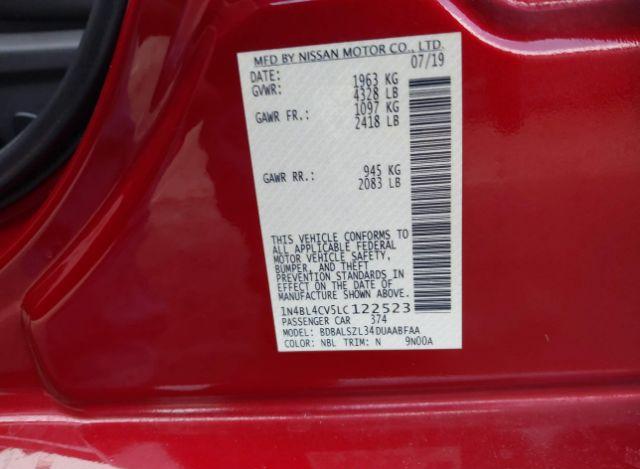 MFD BY NISSAN MOTOR CO., LTD.
DATE: 07/19
GVWR: 1963 KG
4328 LB
GAWR FR.: 1097 KG
2418 LB
GAWR RR.: 945 KG
2083 LB
THIS VEHICLE CONFORMS TO
ALL APPLICABLE FEDERAL
MOTOR VEHICLE SAFETY,
BUMPER, AND THEFT
PREVENTION STANDARDS IN
EFFECT ON THE DATE OF
MANUFACTURE SHOWN ABOVE.
1N4BL4CV5LC122523
PASSENGER CAR 374
MODEL: BDBALSZL34DUAABFAA
COLOR: NBL TRIM: N 9N00A